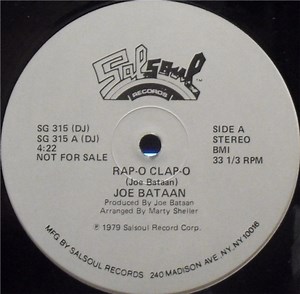 Salsoul
RECORDS
SG 315 (DJ)
SG 315 A (DJ)
4:22
NOT FOR SALE
SIDE A
STEREO
BMI
33 1/3 RPM
RAP-O CLAP-O
(Joe Bataan)
JOE BATAAN
Produced By Joe Bataan
Arranged By Marty Sheller
℗ © 1979 Salsoul Record Corp.
MFG BY SALSOUL RECORDS 240 MADISON AVE, NY, NY 10016